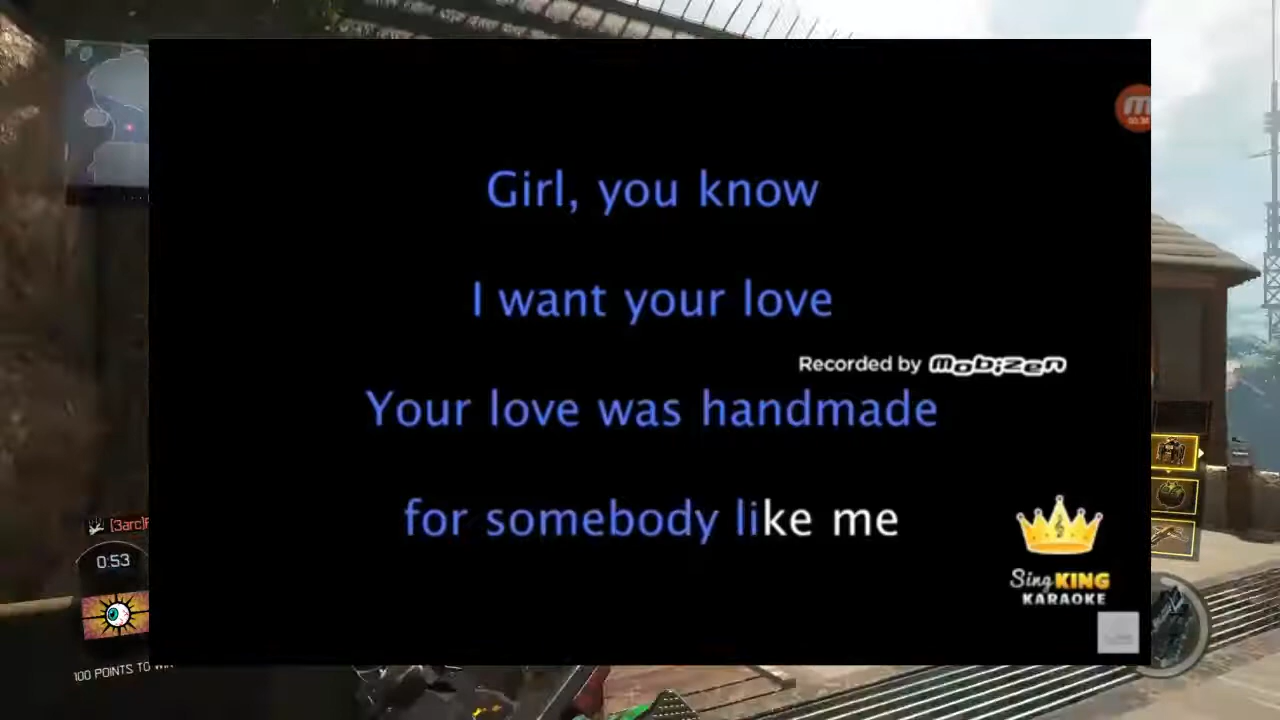 Girl, you know
I want your love
Recorded by mobizen
Your love was handmade
for somebody like me
Sing KING
KARAOKE
[3arc]
0:53
100 POINTS TO